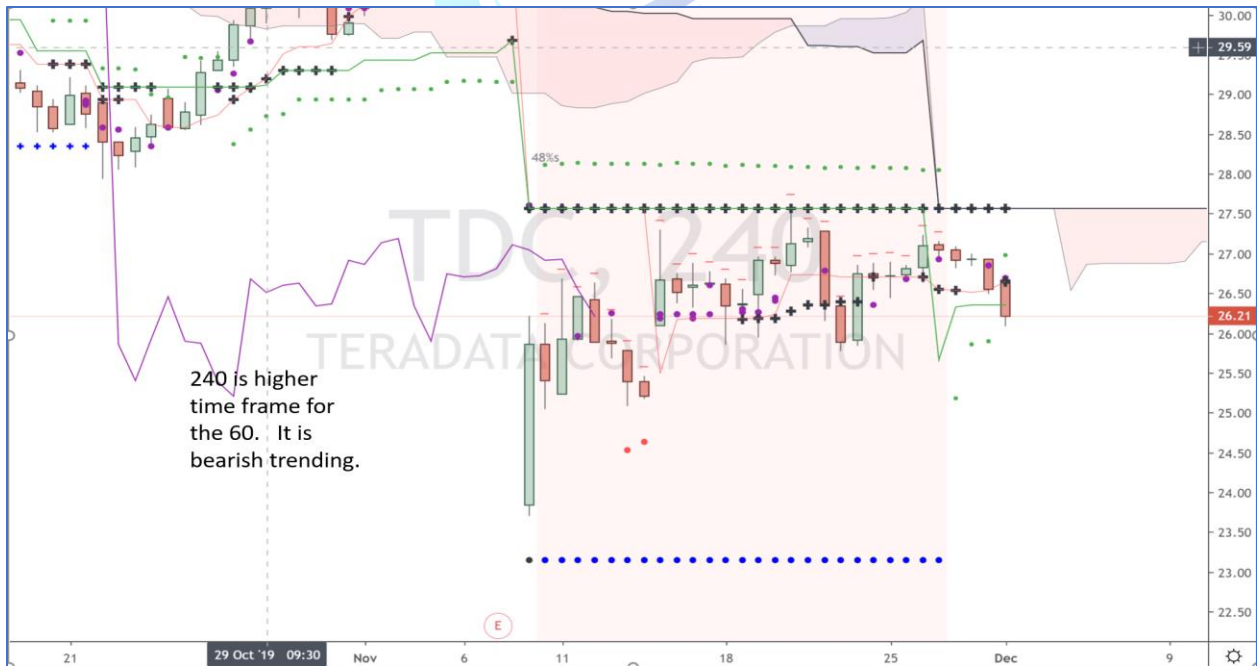 30.00
29.59
29.50
29.00
28.50
48%s
28.00
27.50
TDC, 240
27.00
26.50
26.21
TERADATA CORPORATION
26.00
240 is higher
time frame for
the 60. It is
bearish trending.
25.50
25.00
24.50
24.00
23.50
23.00
22.50
E
21
29 Oct '19 09:30
Nov
6
11
18
25
Dec
9